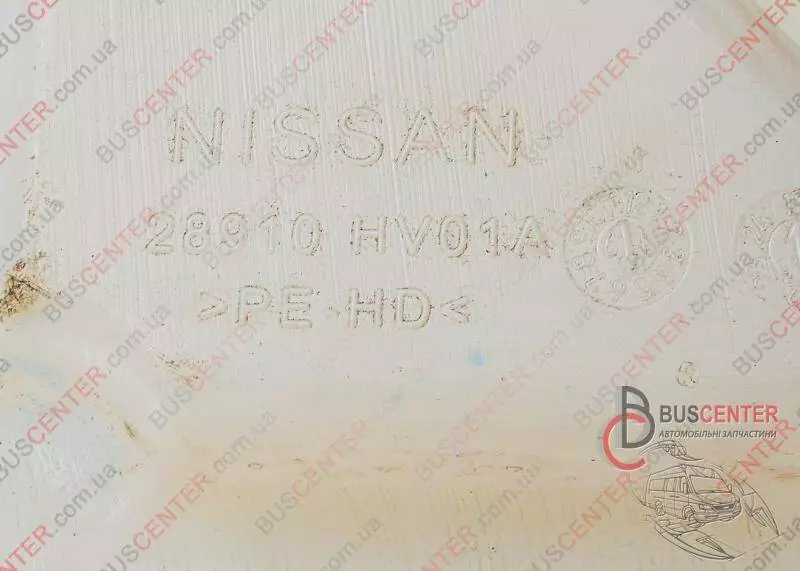 NISSAN
28910 HV01A
>PE-HD<
BUSCENTER
АВТОМОБІЛЬНІ ЗАПЧАСТИНИ
BUSCENTER.com.ua